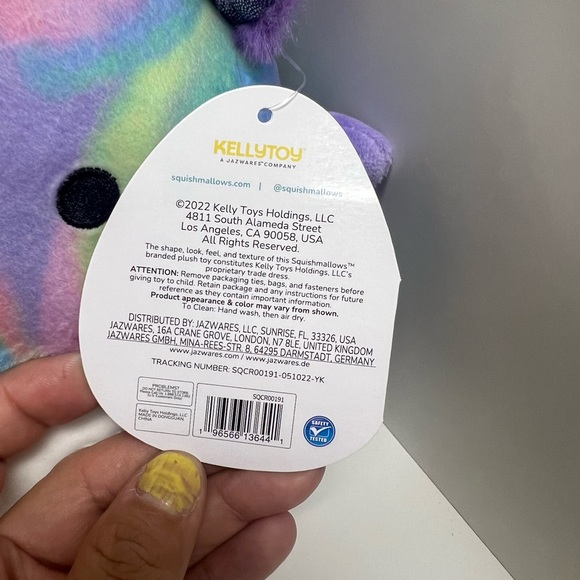 KELLYTOY
A JAZWARES COMPANY
squishmallows.com | @squishmallows
©2022 Kelly Toys Holdings, LLC
4811 South Alameda Street
Los Angeles, CA 90058, USA
All Rights Reserved.
The shape, look, feel, and texture of this Squishmallows™
branded plush toy constitutes Kelly Toys Holdings, LLC's
proprietary trade dress.
ATTENTION: Remove packaging ties, bags, and fasteners before
giving toy to child. Retain package and any instructions for future
reference as they contain important information.
Product appearance & color may vary from shown.
To Clean: Hand wash, then air dry.
DISTRIBUTED BY: JAZWARES, LLC, SUNRISE, FL, 33326, USA
JAZWARES, 16A CRANE GROVE, LONDON, N7 8LE, UNITED KINGDOM
JAZWARES GMBH, MINA-REES-STR. 8, 64295 DARMSTADT, GERMANY
www.jazwares.com / www.jazwares.de
TRACKING NUMBER: SQCR00191-051022-YK
PROBLEMS?
DO NOT RETURN TO STORE
Kelly Toys Holdings, LLC
MADE IN DONGGUAN
CHINA
SQCR00191
1 96566 13644 1
SAFETY
TESTED